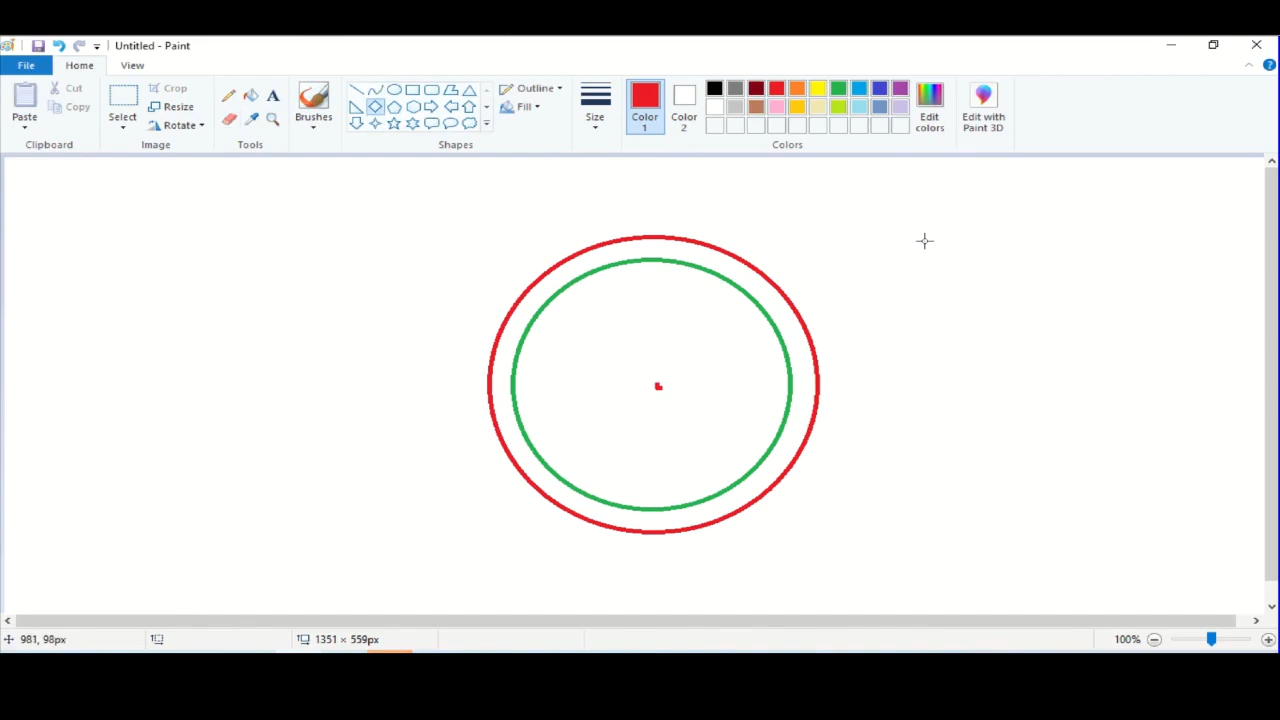 Untitled - Paint
File Home View
Paste
Cut
Copy
Clipboard
Select
Crop
Resize
Rotate
Image
A
Tools
Brushes
Outline
Fill
Shapes
Size
Color 1
Color 2
Edit colors
Colors
Edit with Paint 3D
981, 98px
1351 × 559px
100%